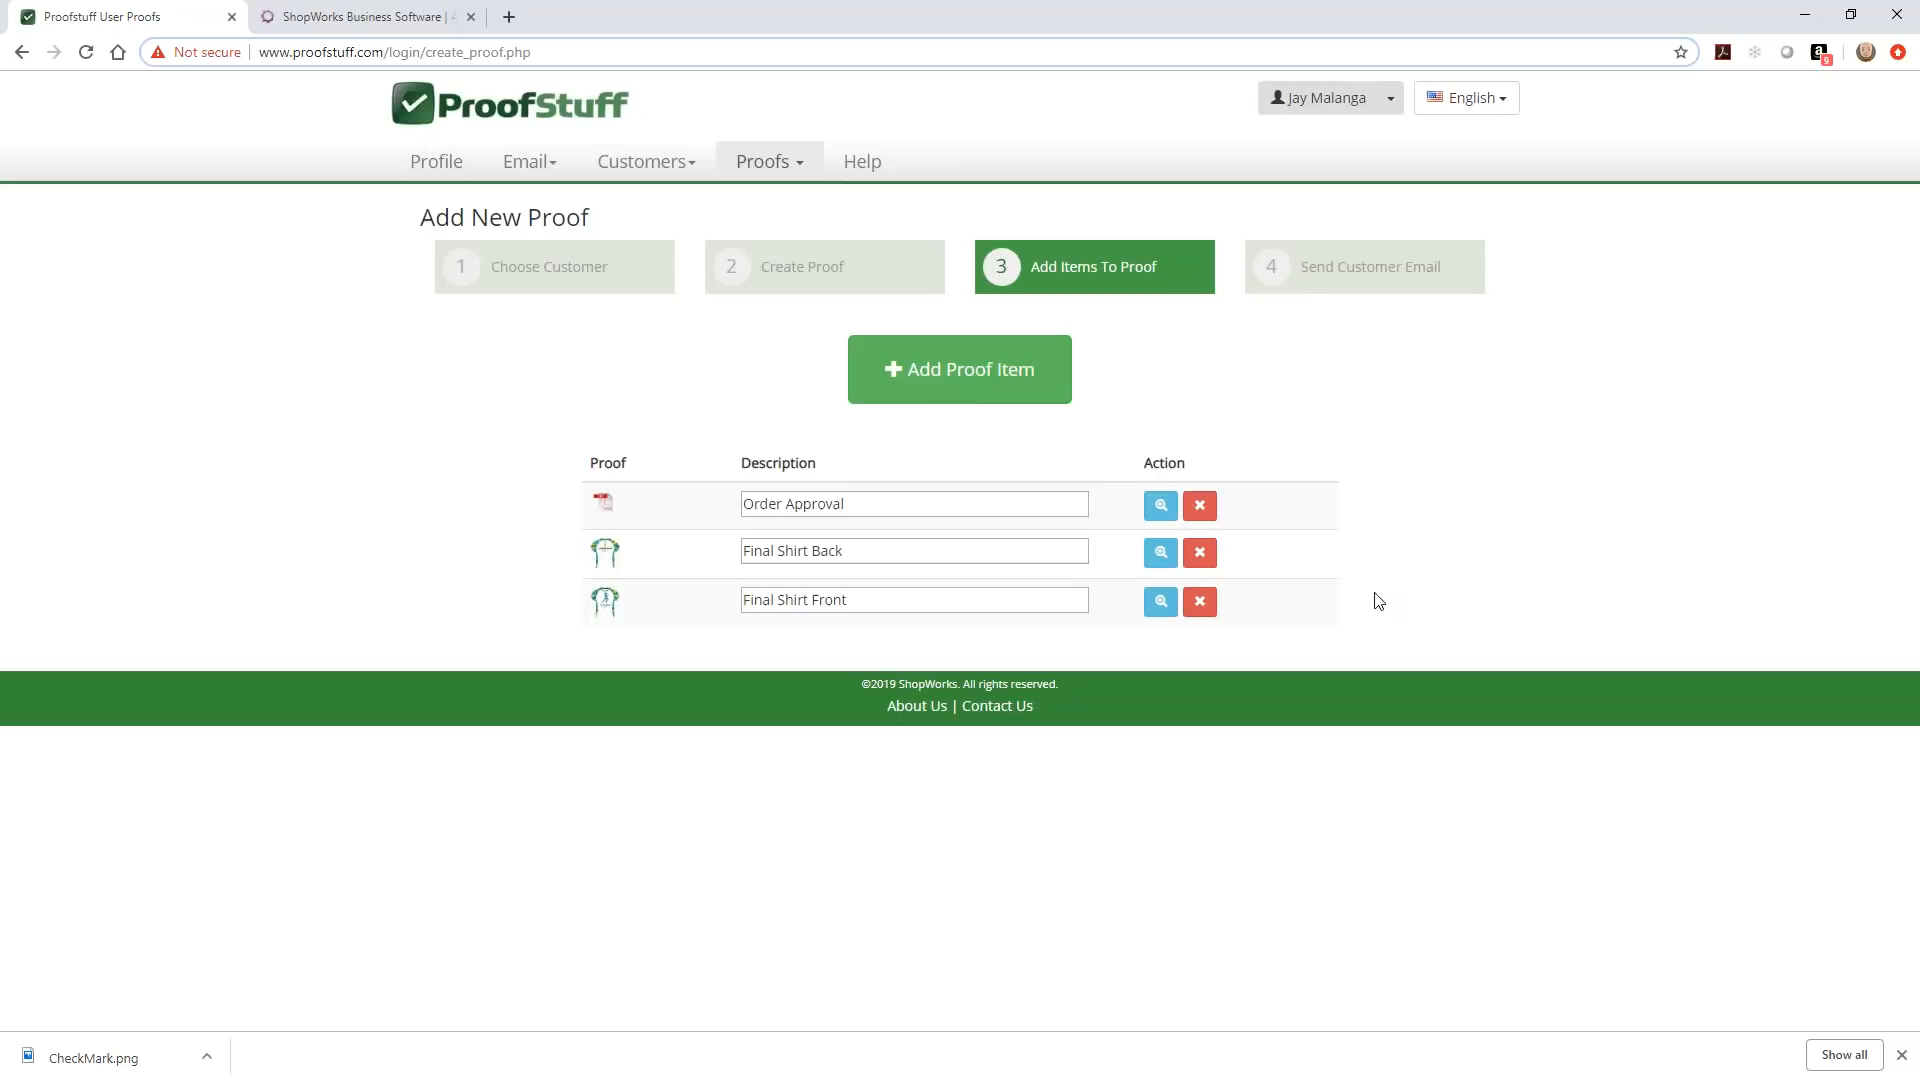 Proofstuff User Proofs
ShopWorks Business Software |
Not secure
www.proofstuff.com/login/create_proof.php
a
9
ProofStuff
Jay Malanga
English
Profile
Email
Customers
Proofs
Help
Add New Proof
1 Choose Customer
2 Create Proof
3 Add Items To Proof
4 Send Customer Email
Add Proof Item
Proof Description Action
Order Approval
Final Shirt Back
Final Shirt Front
©2019 ShopWorks. All rights reserved.
About Us | Contact Us
CheckMark.png
Show all